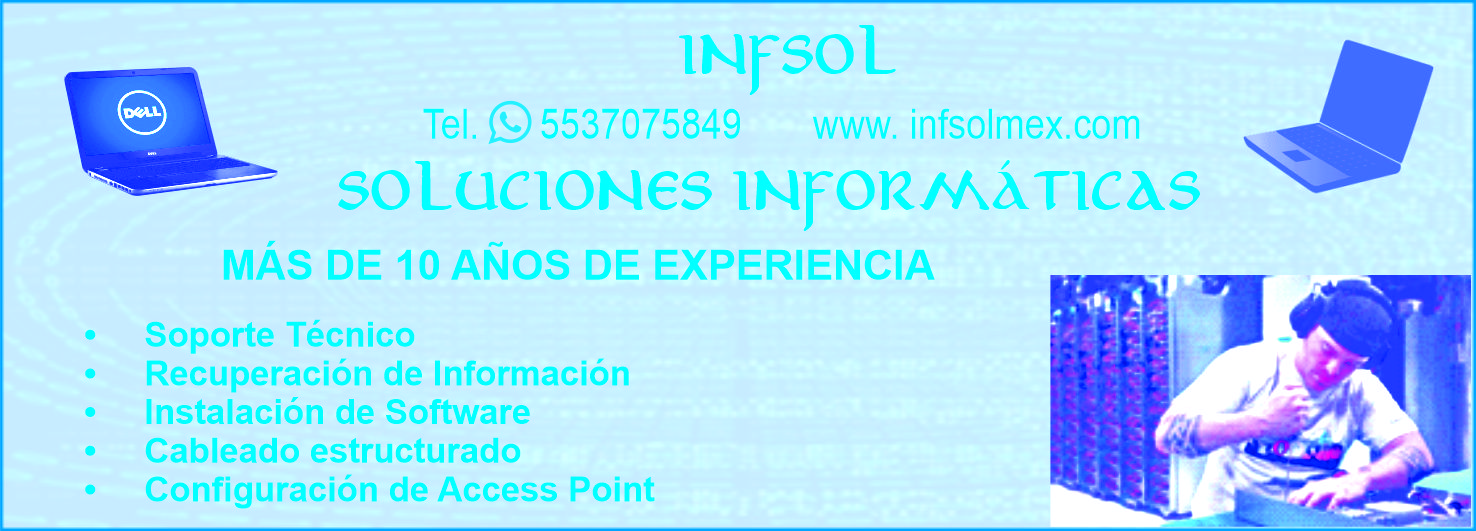 INFSOL
DELL
Tel. 5537075849 www. infsolmex.com
SOLUCIONES INFORMÁTICAS
MÁS DE 10 AÑOS DE EXPERIENCIA
• Soporte Técnico
• Recuperación de Información
• Instalación de Software
• Cableado estructurado
• Configuración de Access Point